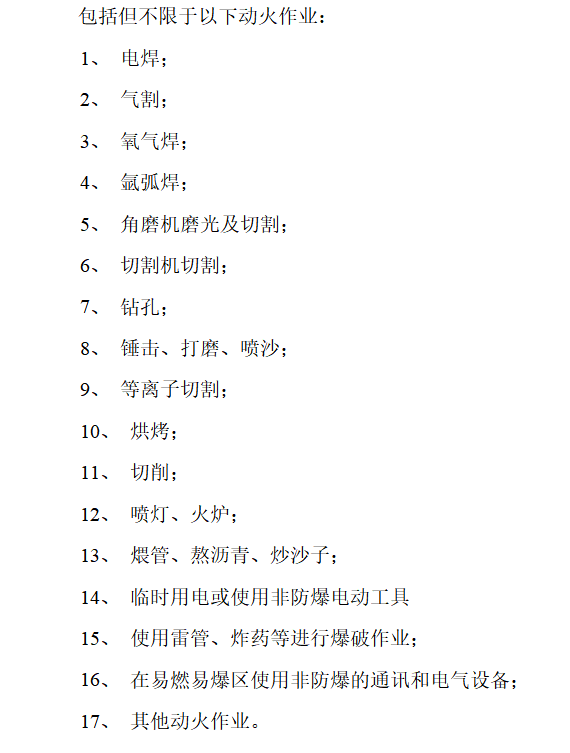 包括但不限于以下动火作业：
1、 电焊；
2、 气割；
3、 氧气焊；
4、 氩弧焊；
5、 角磨机磨光及切割；
6、 切割机切割；
7、 钻孔；
8、 锤击、打磨、喷沙；
9、 等离子切割；
10、 烘烤；
11、 切削；
12、 喷灯、火炉；
13、 煨管、熬沥青、炒沙子；
14、 临时用电或使用非防爆电动工具
15、 使用雷管、炸药等进行爆破作业；
16、 在易燃易爆区使用非防爆的通讯和电气设备；
17、 其他动火作业。